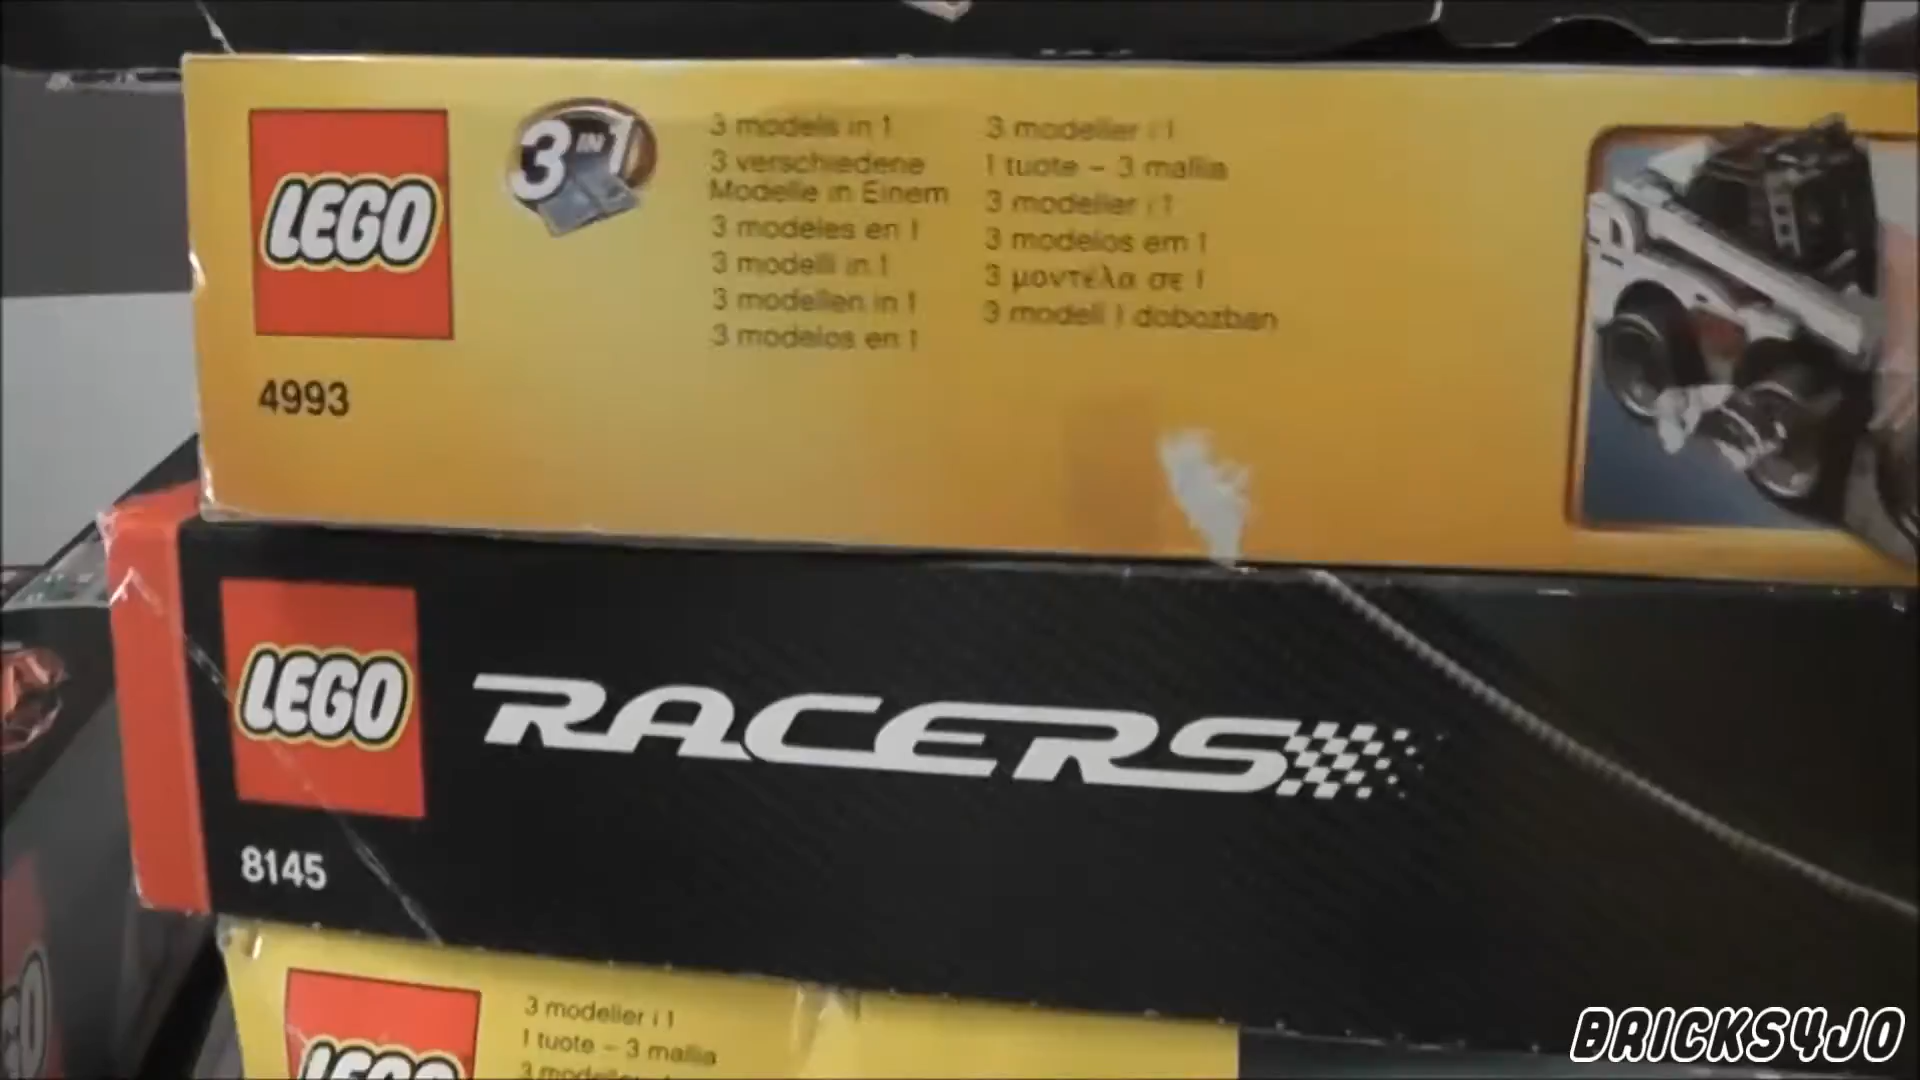 LEGO
3 IN 1
3 models in 1
3 verschiedene
Modelle in Einem
3 modeles en 1
3 modelli in 1
3 modellen in 1
3 modelos en 1
3 modeller i 1
1 tuote – 3 mallia
3 modeller i 1
3 modelos em 1
3 μοντέλα σε 1
3 modell 1 dobozban
4993
LEGO
RACERS
8145
LEGO
3 modeller i 1
1 tuote – 3 mallia
BRICKS4JO